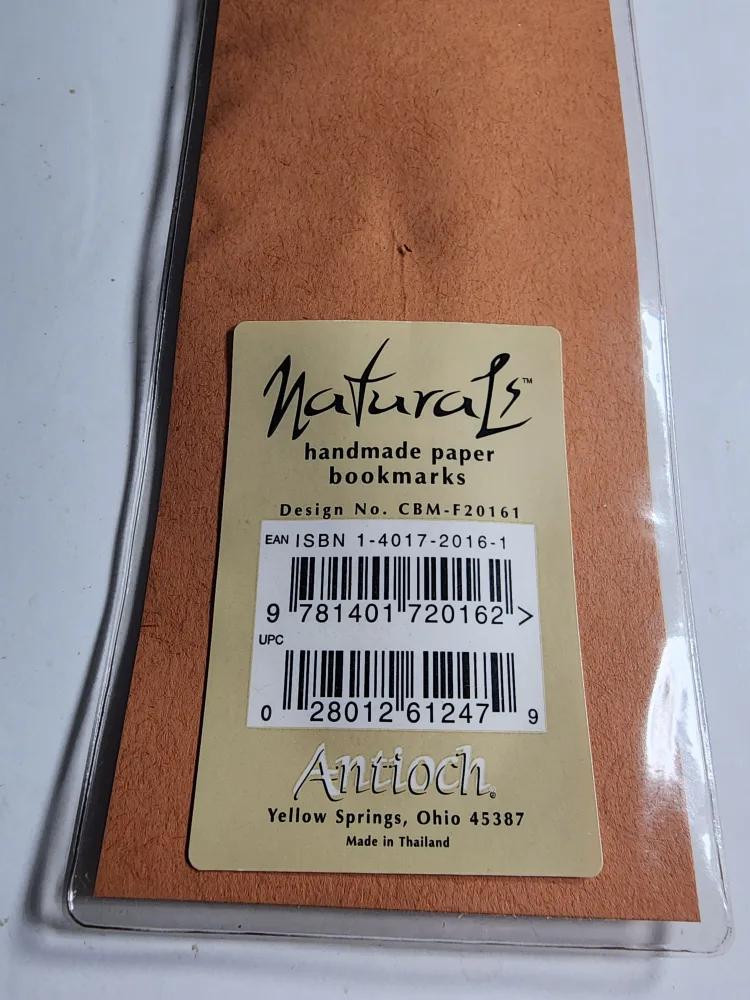 Naturals™
handmade paper
bookmarks
Design No. CBM-F20161
EAN ISBN 1-4017-2016-1
9 781401 720162 >
UPC
0 28012 61247 9
Antioch®
Yellow Springs, Ohio 45387
Made in Thailand